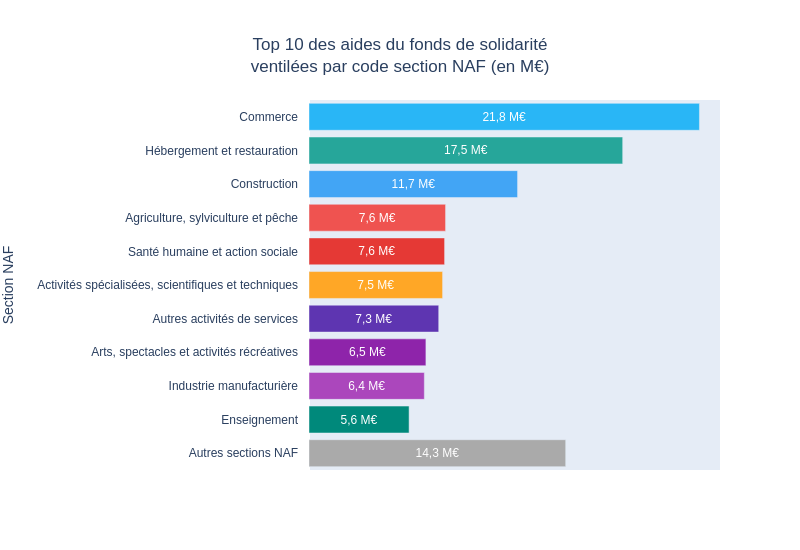 Top 10 des aides du fonds de solidarité
ventilées par code section NAF (en M€)
Section NAF
Commerce 21,8 M€
Hébergement et restauration 17,5 M€
Construction 11,7 M€
Agriculture, sylviculture et pêche 7,6 M€
Santé humaine et action sociale 7,6 M€
Activités spécialisées, scientifiques et techniques 7,5 M€
Autres activités de services 7,3 M€
Arts, spectacles et activités récréatives 6,5 M€
Industrie manufacturière 6,4 M€
Enseignement 5,6 M€
Autres sections NAF 14,3 M€